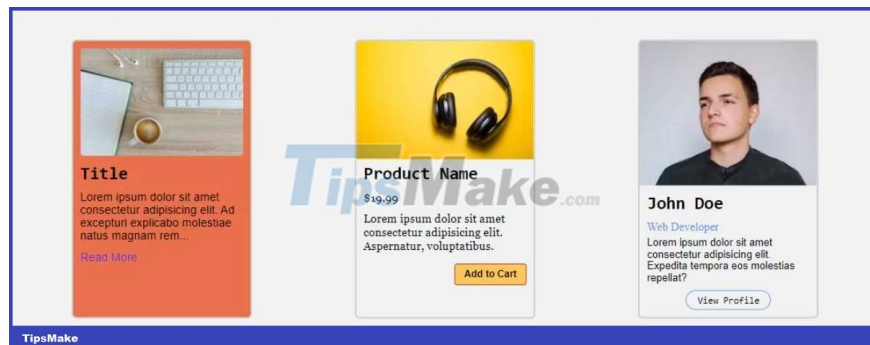 Title
Lorem ipsum dolor sit amet
consectetur adipisicing elit. Ad
excepturi explicabo molestiae
natus magnam rem...
Read More
Product Name
$19.99
Lorem ipsum dolor sit amet
consectetur adipisicing elit.
Aspernatur, voluptatibus.
Add to Cart
John Doe
Web Developer
Lorem ipsum dolor sit amet
consectetur adipisicing elit.
Expedita tempora eos molestias
repellat?
View Profile
TipsMake.com
TipsMake